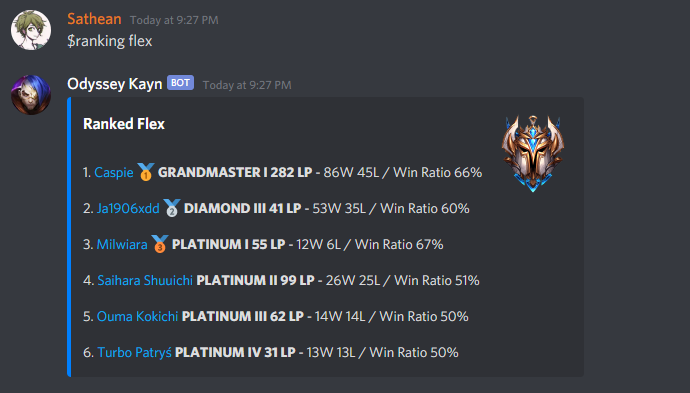 Sathean Today at 9:27 PM
$ranking flex
Odyssey Kayn BOT Today at 9:27 PM
Ranked Flex
1. Caspie 🥇 GRANDMASTER I 282 LP - 86W 45L / Win Ratio 66%
2. Ja1906xdd 🥈 DIAMOND III 41 LP - 53W 35L / Win Ratio 60%
3. Milwiara 🥉 PLATINUM I 55 LP - 12W 6L / Win Ratio 67%
4. Saihara Shuuichi PLATINUM II 99 LP - 26W 25L / Win Ratio 51%
5. Ouma Kokichi PLATINUM III 62 LP - 14W 14L / Win Ratio 50%
6. Turbo Patryś PLATINUM IV 31 LP - 13W 13L / Win Ratio 50%